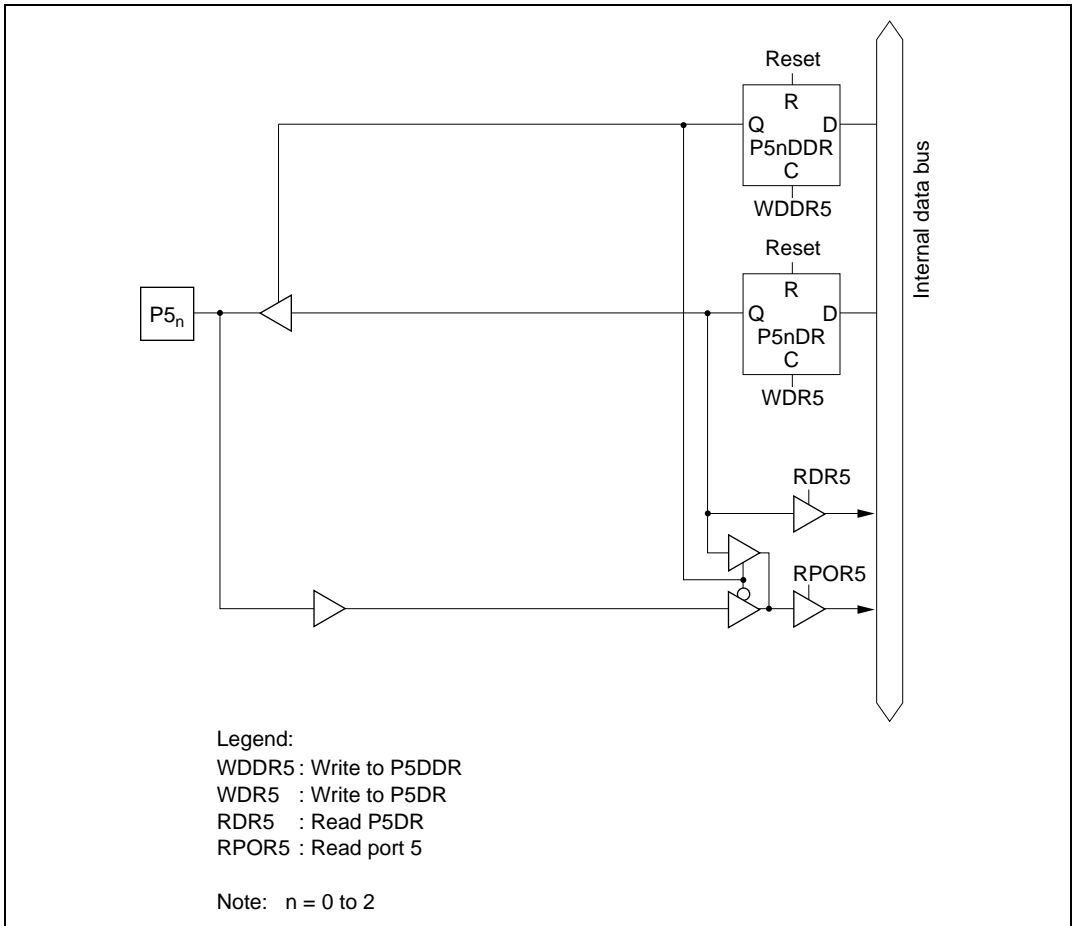 Reset
R
Q D
P5nDDR
C
WDDR5
Internal data bus
Reset
R
Q D
P5nDR
C
WDR5
P5n
RDR5
RPOR5
Legend:
WDDR5 : Write to P5DDR
WDR5 : Write to P5DR
RDR5 : Read P5DR
RPOR5 : Read port 5
Note: n = 0 to 2